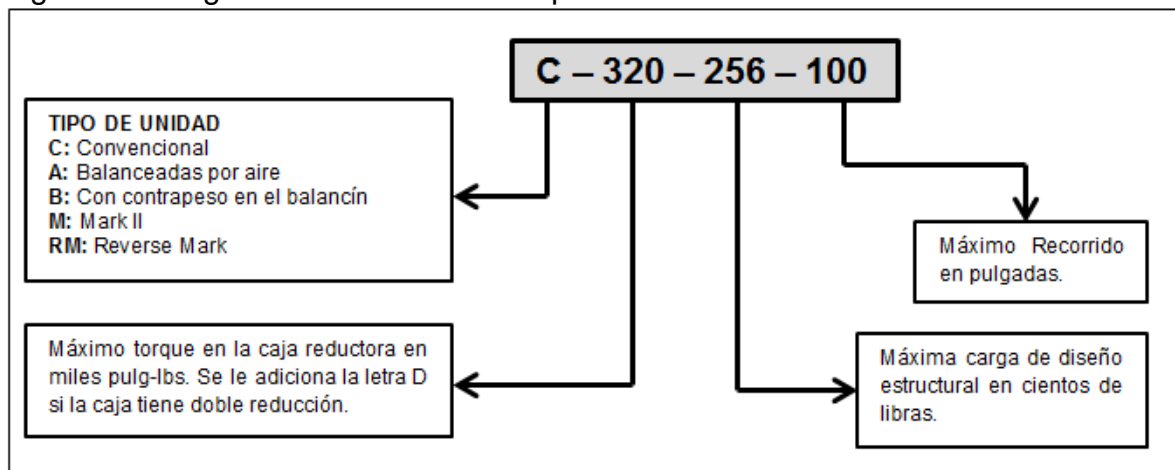 C – 320 – 256 – 100
TIPO DE UNIDAD
C: Convencional
A: Balanceadas por aire
B: Con contrapeso en el balancín
M: Mark II
RM: Reverse Mark
Máximo Recorrido
en pulgadas.
Máximo torque en la caja reductora en
miles pulg-lbs. Se le adiciona la letra D
si la caja tiene doble reducción.
Máxima carga de diseño
estructural en cientos de
libras.